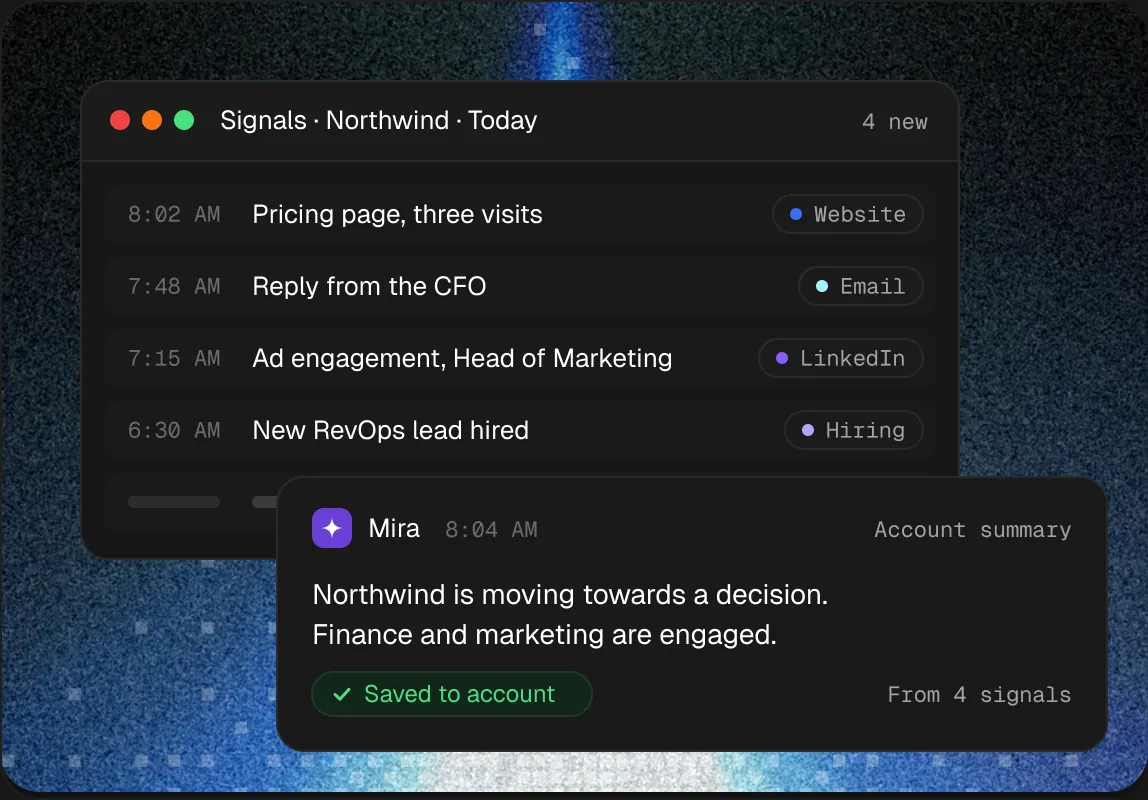 Signals · Northwind · Today
4 new
8:02 AM Pricing page, three visits Website
7:48 AM Reply from the CFO Email
7:15 AM Ad engagement, Head of Marketing LinkedIn
6:30 AM New RevOps lead hired Hiring
Mira 8:04 AM Account summary
Northwind is moving towards a decision.
Finance and marketing are engaged.
Saved to account From 4 signals